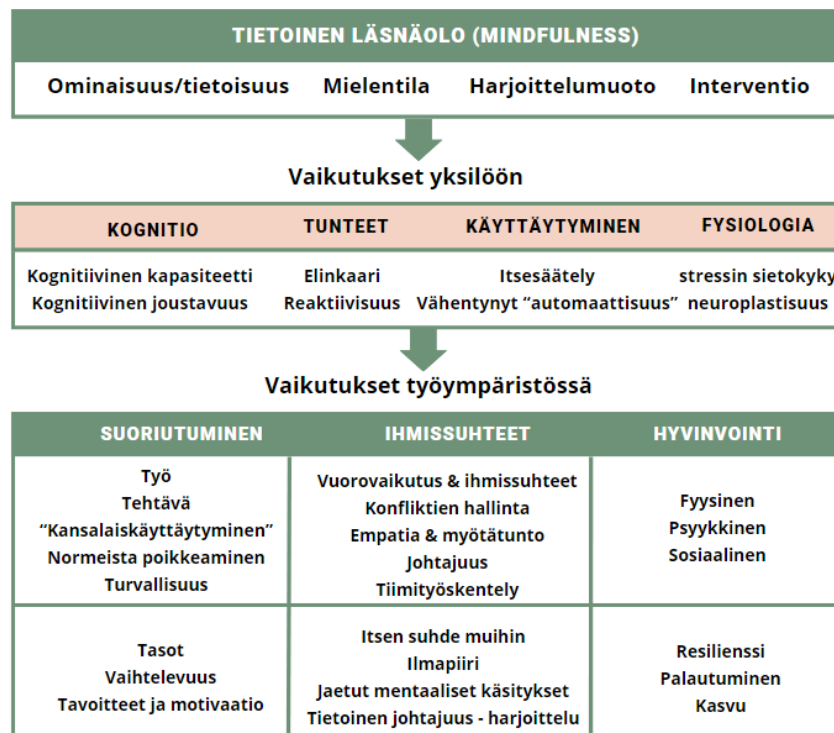 TIETOINEN LÄSNÄOLO (MINDFULNESS)
Ominaisuus/tietoisuus Mielentila Harjoittelumuoto Interventio
Vaikutukset yksilöön
KOGNITIO TUNTEET KÄYTTÄYTYMINEN FYSIOLOGIA
Kognitiivinen kapasiteetti Elinkaari Itsesäätely stressin sietokyky
Kognitiivinen joustavuus Reaktiivisuus Vähentynyt “automaattisuus” neuroplastisuus
Vaikutukset työympäristössä
SUORIUTUMINEN IHMISSUHTEET HYVINVOINTI
Työ
Tehtävä
“Kansalaiskäyttäytyminen”
Normeista poikkeaminen
Turvallisuus
Vuorovaikutus & ihmissuhteet
Konfliktien hallinta
Empatia & myötätunto
Johtajuus
Tiimityöskentely
Fyysinen
Psyykkinen
Sosiaalinen
Tasot
Vaihtelevuus
Tavoitteet ja motivaatio
Itsen suhde muihin
Ilmapiiri
Jaetut mentaaliset käsitykset
Tietoinen johtajuus - harjoittelu
Resilienssi
Palautuminen
Kasvu